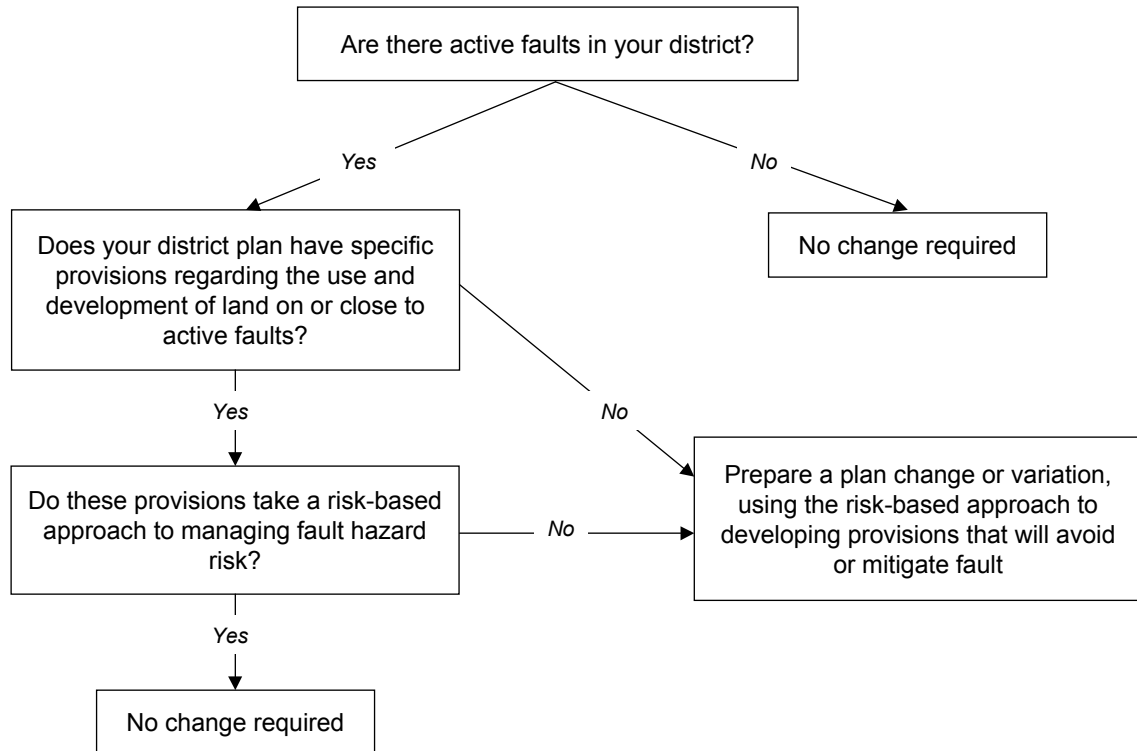 Are there active faults in your district?
Yes
No
Does your district plan have specific
provisions regarding the use and
development of land on or close to
active faults?
No change required
Yes
No
Do these provisions take a risk-based
approach to managing fault hazard
risk?
No
Prepare a plan change or variation,
using the risk-based approach to
developing provisions that will avoid
or mitigate fault
Yes
No change required